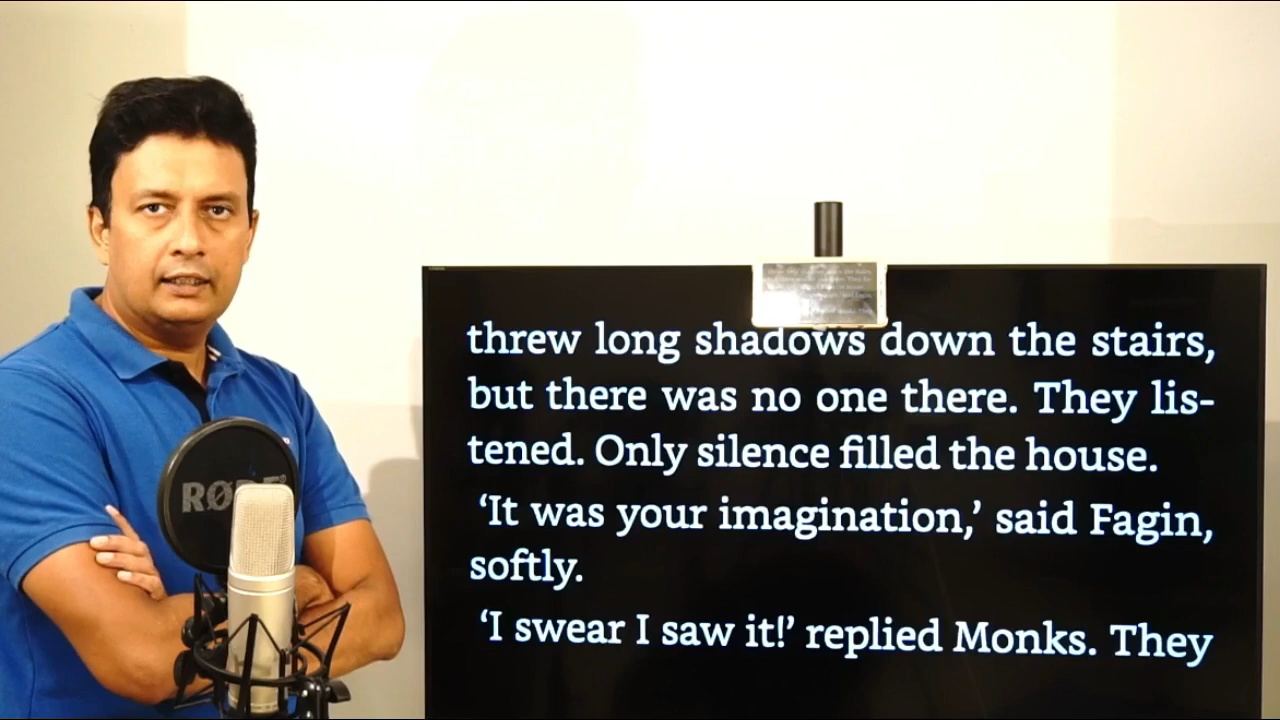 threw long shadows down the stairs,
but there was no one there. They lis-
tened. Only silence filled the house.
‘It was your imagination,’ said Fagin,
softly.
‘I swear I saw it!’ replied Monks. They
RØDE